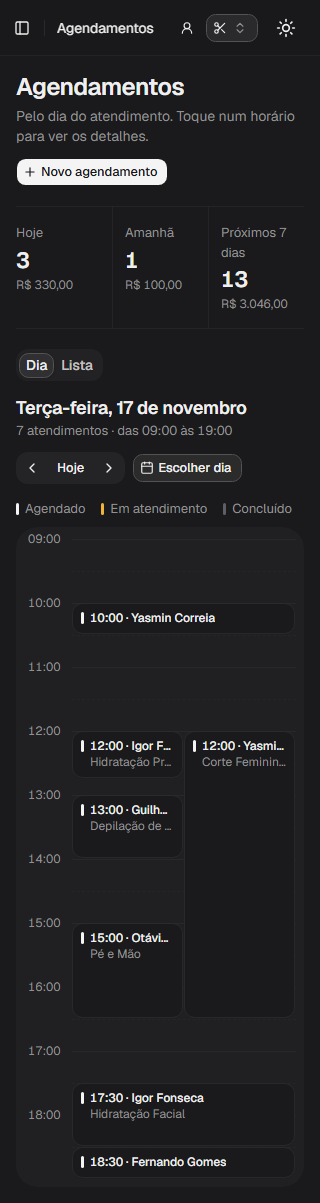 Agendamentos
Agendamentos
Pelo dia do atendimento. Toque num horário
para ver os detalhes.
Novo agendamento
Hoje
3
R$ 330,00
Amanhã
1
R$ 100,00
Próximos 7
dias
13
R$ 3.046,00
Dia
Lista
Terça-feira, 17 de novembro
7 atendimentos · das 09:00 às 19:00
Hoje
Escolher dia
Agendado
Em atendimento
Concluído
09:00
10:00
10:00 · Yasmin Correia
11:00
12:00
12:00 · Igor F...
Hidratação Pr...
12:00 · Yasmi...
Corte Feminin...
13:00
13:00 · Guilh...
Depilação de ...
14:00
15:00
15:00 · Otávi...
Pé e Mão
16:00
17:00
17:30 · Igor Fonseca
Hidratação Facial
18:00
18:30 · Fernando Gomes